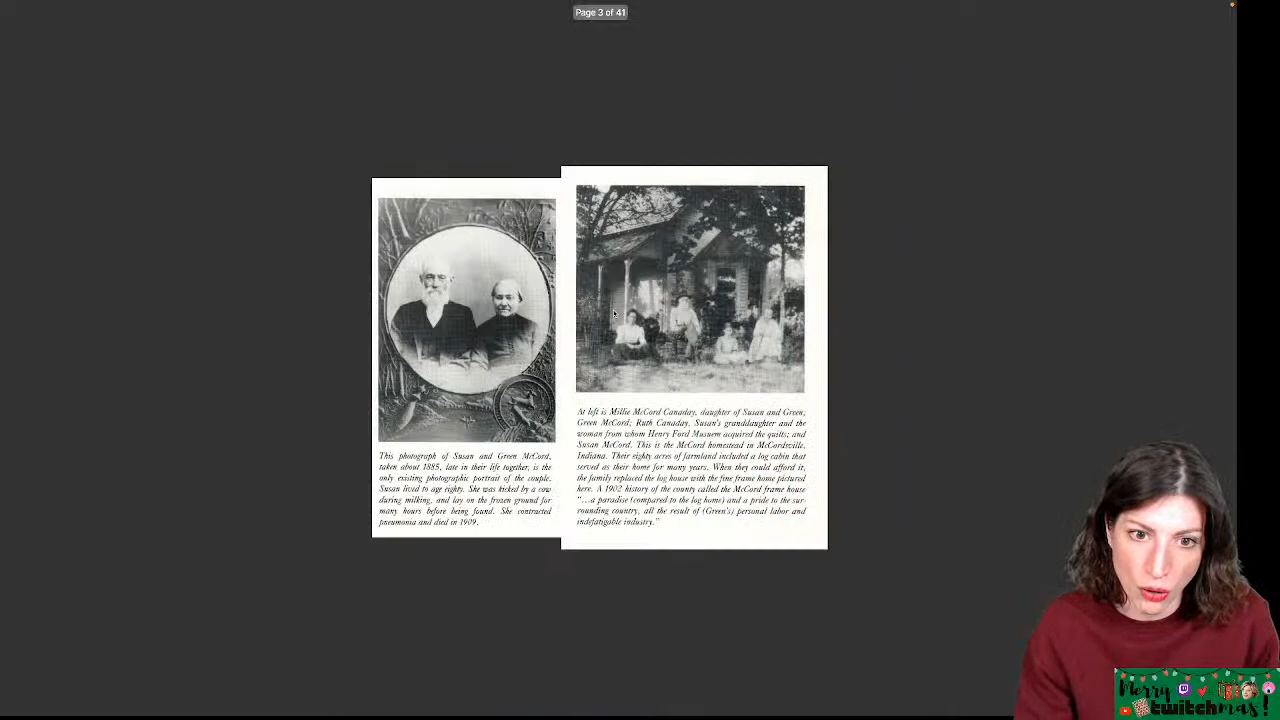 Page 3 of 41
This photograph of Susan and Green McCord,
taken about 1885, late in their life together, is the
only existing photographic portrait of the couple.
Susan lived to age eighty. She was kicked by a cow
during milking, and lay on the frozen ground for
many hours before being found. She contracted
pneumonia and died in 1909.
At left is Millie McCord Canaday, daughter of Susan and Green;
Green McCord; Ruth Canaday, Susan's granddaughter and the
woman from whom Henry Ford Musuem acquired the quilts; and
Susan McCord. This is the McCord homestead in McCordsville,
Indiana. Their eighty acres of farmland included a log cabin that
served as their home for many years. When they could afford it,
the family replaced the log house with the fine frame home pictured
here. A 1902 history of the county called the McCord frame house
"...a paradise (compared to the log home) and a pride to the sur-
rounding country, all the result of (Green's) personal labor and
indefatigable industry."
Merry
twitchmas!